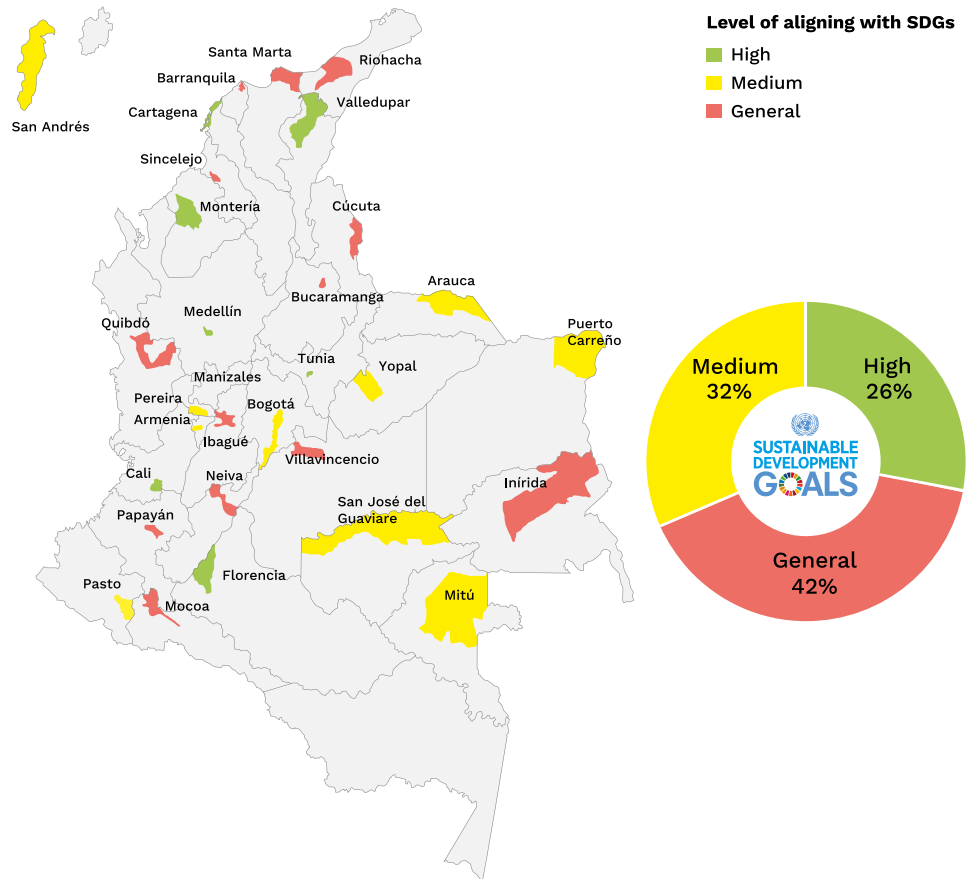 Level of aligning with SDGs
High
Medium
General
San Andrés
Santa Marta
Riohacha
Barranquila
Cartagena
Valledupar
Sincelejo
Montería
Cúcuta
Arauca
Bucaramanga
Medellín
Quibdó
Puerto
Carreño
Tunia
Yopal
Manizales
Pereira
Armenia
Bogotá
Ibagué
Villavincencio
Cali
Neiva
Inírida
San José del
Guaviare
Papayán
Florencia
Pasto
Mocoa
Mitú
Medium
32%
High
26%
SUSTAINABLE
DEVELOPMENT
GOALS
General
42%